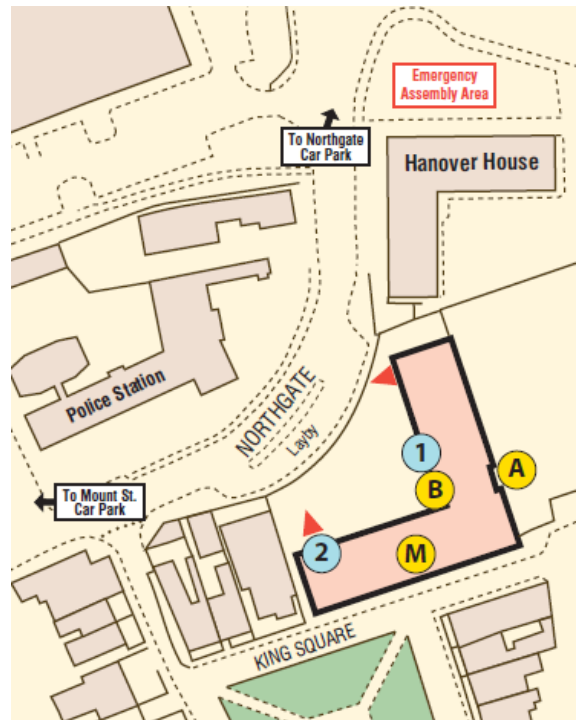 Emergency
Assembly Area
To Northgate
Car Park
Hanover House
Police Station
NORTHGATE
Layby
1
A
B
To Mount St.
Car Park
2
M
KING SQUARE